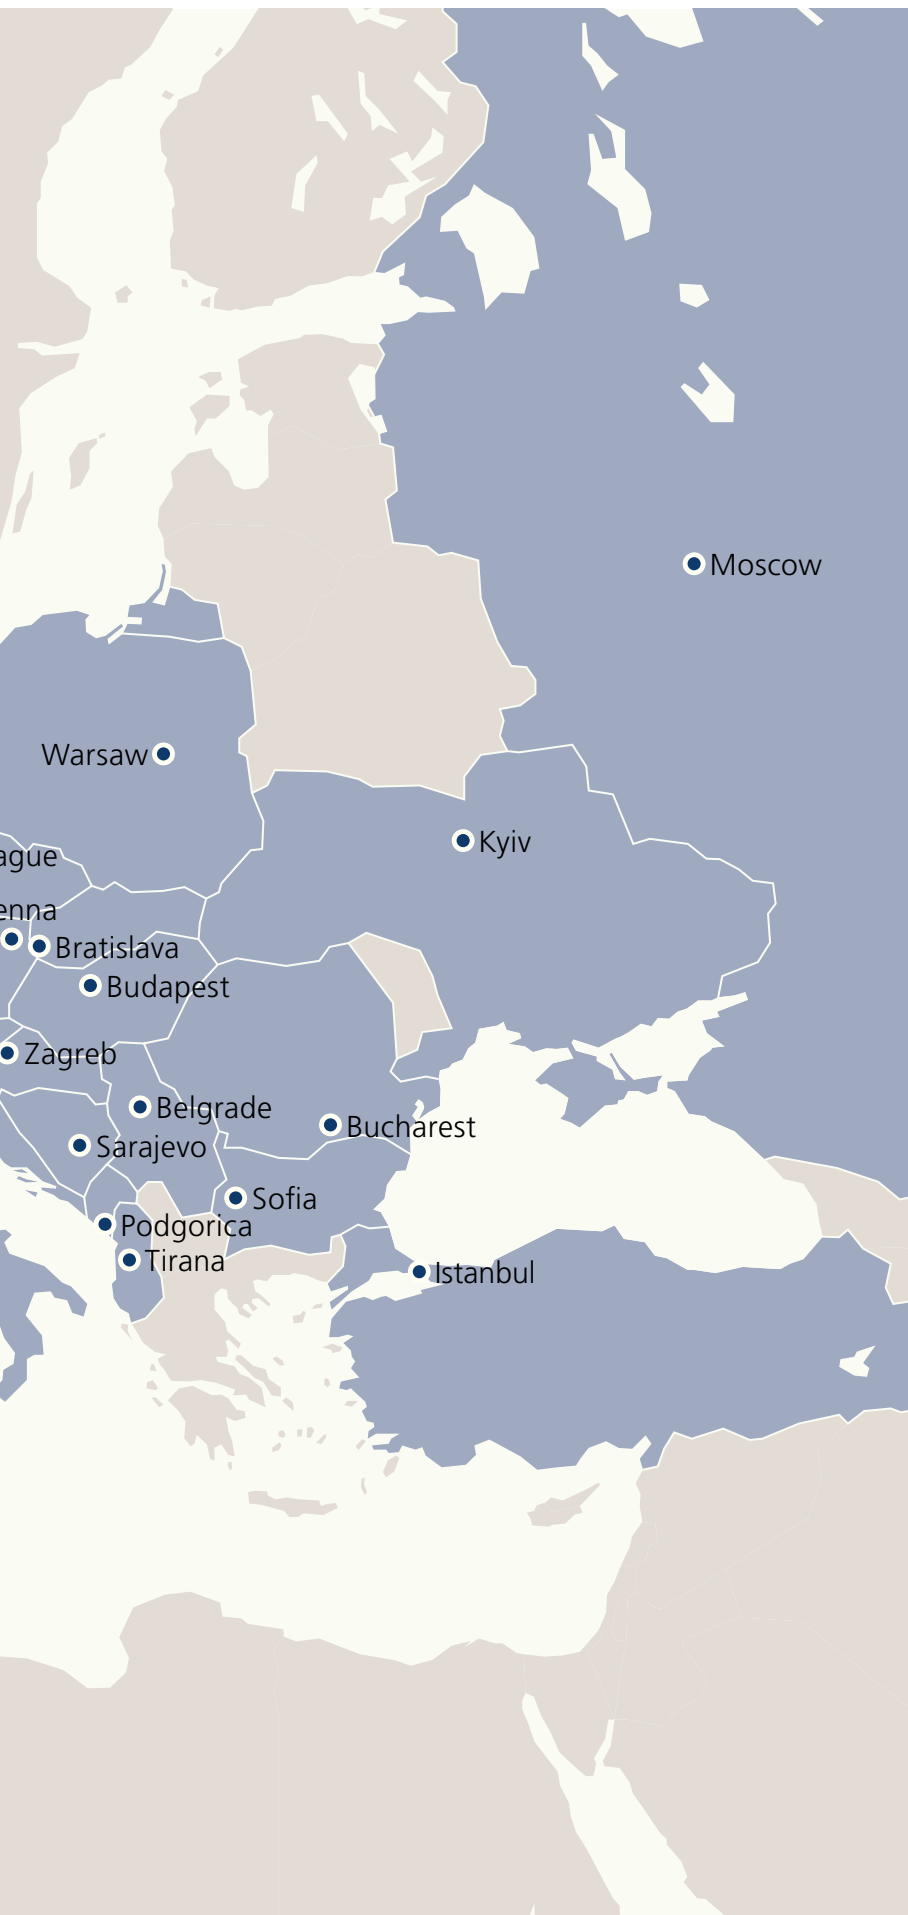 Moscow
Warsaw
Kyiv
ague
enna
Bratislava
Budapest
Zagreb
Belgrade
Bucharest
Sarajevo
Sofia
Podgorica
Tirana
Istanbul